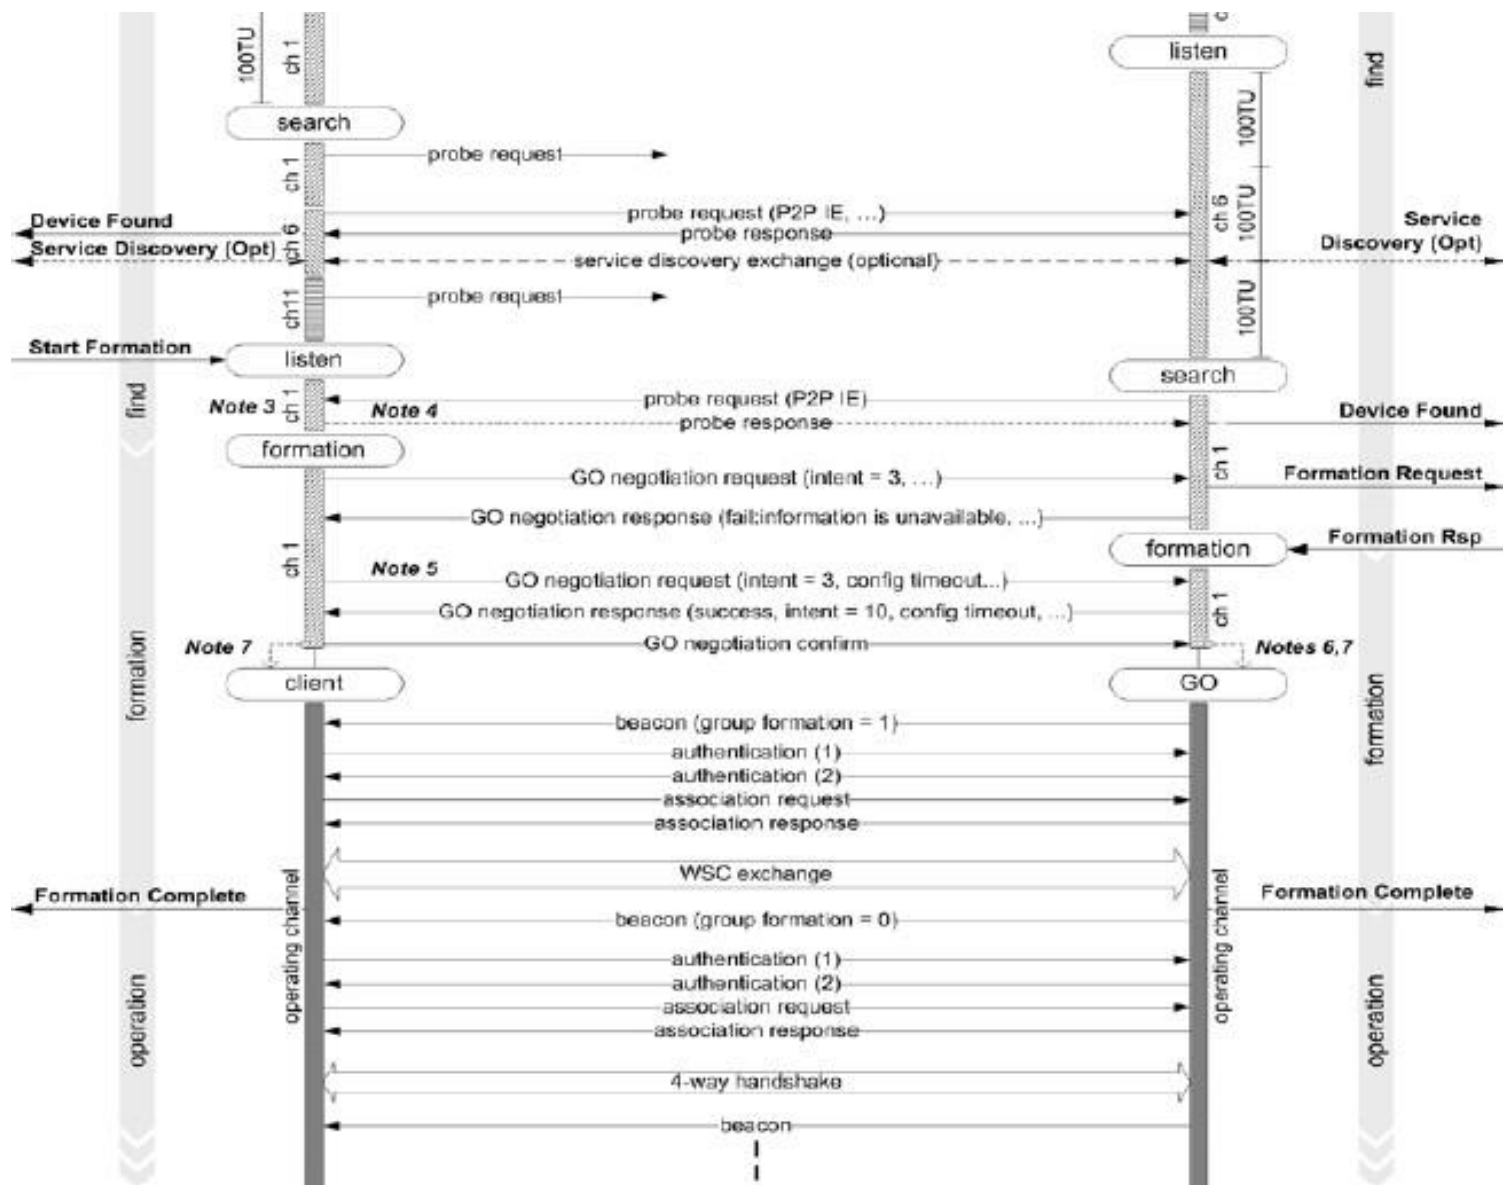 100TU
ch 1
c
listen
find
100TU
search
probe request
ch 1
probe request (P2P IE, ...)
ch 6
100TU
Service
Device Found
probe response
ch 6
Discovery (Opt)
Service Discovery (Opt)
service discovery exchange (optional)
ch11
probe request
100TU
Start Formation
listen
search
find
Note 3
ch 1
Note 4
probe request (P2P IE)
probe response
Device Found
formation
GO negotiation request (intent = 3, ...)
ch 1
Formation Request
GO negotiation response (fail:information is unavailable, ...)
Formation Rsp
formation
ch 1
Note 5
GO negotiation request (intent = 3, config timeout...)
GO negotiation response (success, intent = 10, config timeout, ...)
ch 1
Note 7
GO negotiation confirm
Notes 6,7
formation
client
GO
formation
beacon (group formation = 1)
authentication (1)
authentication (2)
association request
association response
WSC exchange
Formation Complete
Formation Complete
beacon (group formation = 0)
operating channel
operating channel
authentication (1)
authentication (2)
association request
association response
operation
operation
4-way handshake
beacon